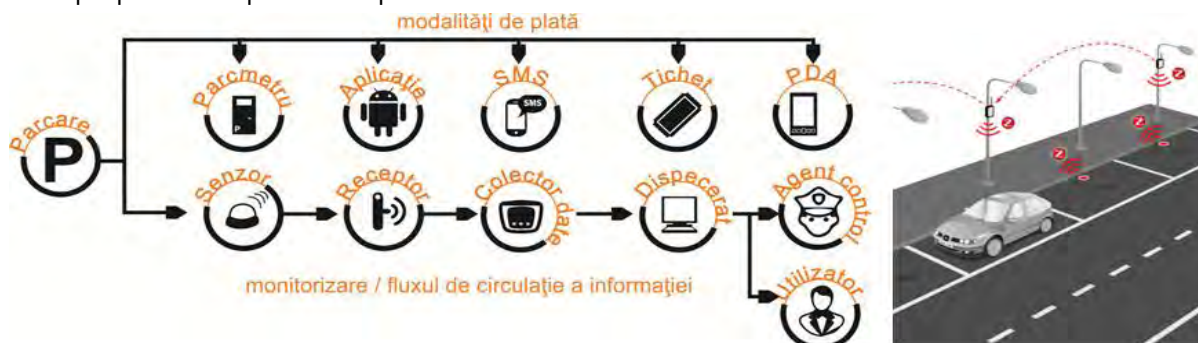 modalități de plată
Parcmetru
Aplicație
SMS
Tichet
PDA
SMS
P
Parcare
P
Senzor
Receptor
Colector date
Dispecerat
Agent control
monitorizare / fluxul de circulație a informației
Utilizator